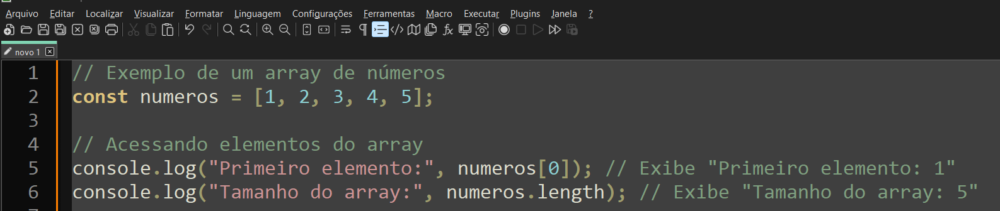 Arquivo Editar Localizar Visualizar Formatar Linguagem Configurações Ferramentas Macro Executar Plugins Janela ?
novo 1
1 // Exemplo de um array de números
2 const numeros = [1, 2, 3, 4, 5];
3
4 // Acessando elementos do array
5 console.log("Primeiro elemento:", numeros[0]); // Exibe "Primeiro elemento: 1"
6 console.log("Tamanho do array:", numeros.length); // Exibe "Tamanho do array: 5"